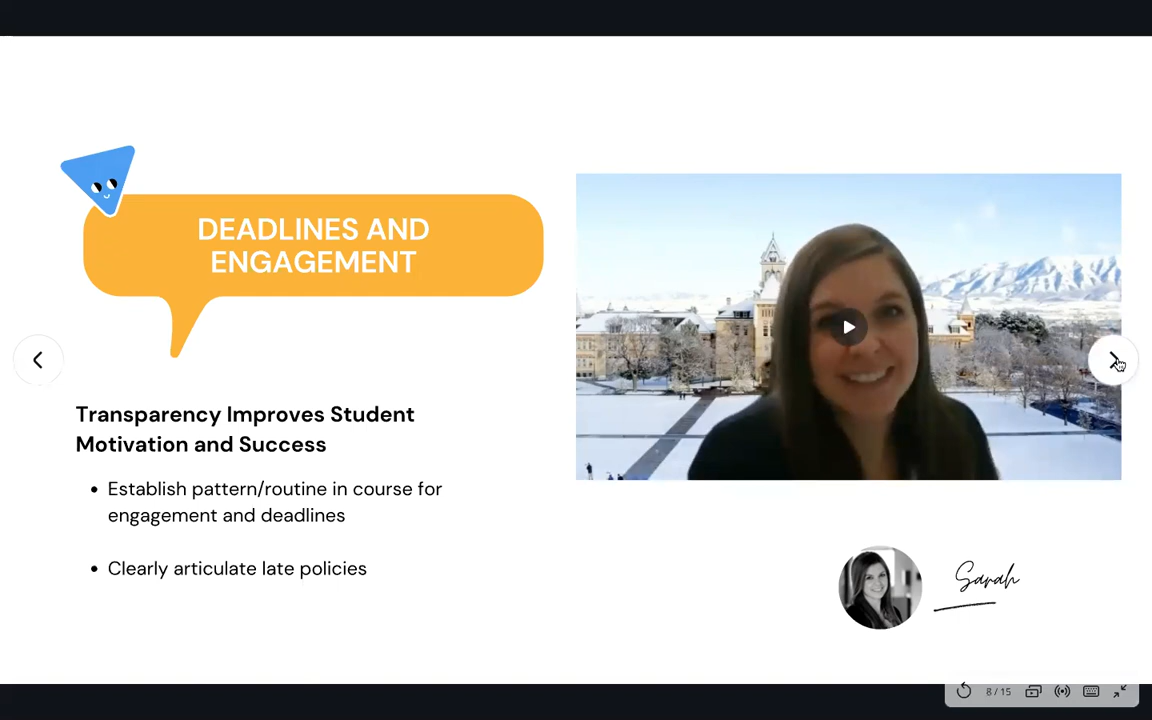 DEADLINES AND
ENGAGEMENT
Transparency Improves Student
Motivation and Success
• Establish pattern/routine in course for
engagement and deadlines
• Clearly articulate late policies
Sarah
8 / 15